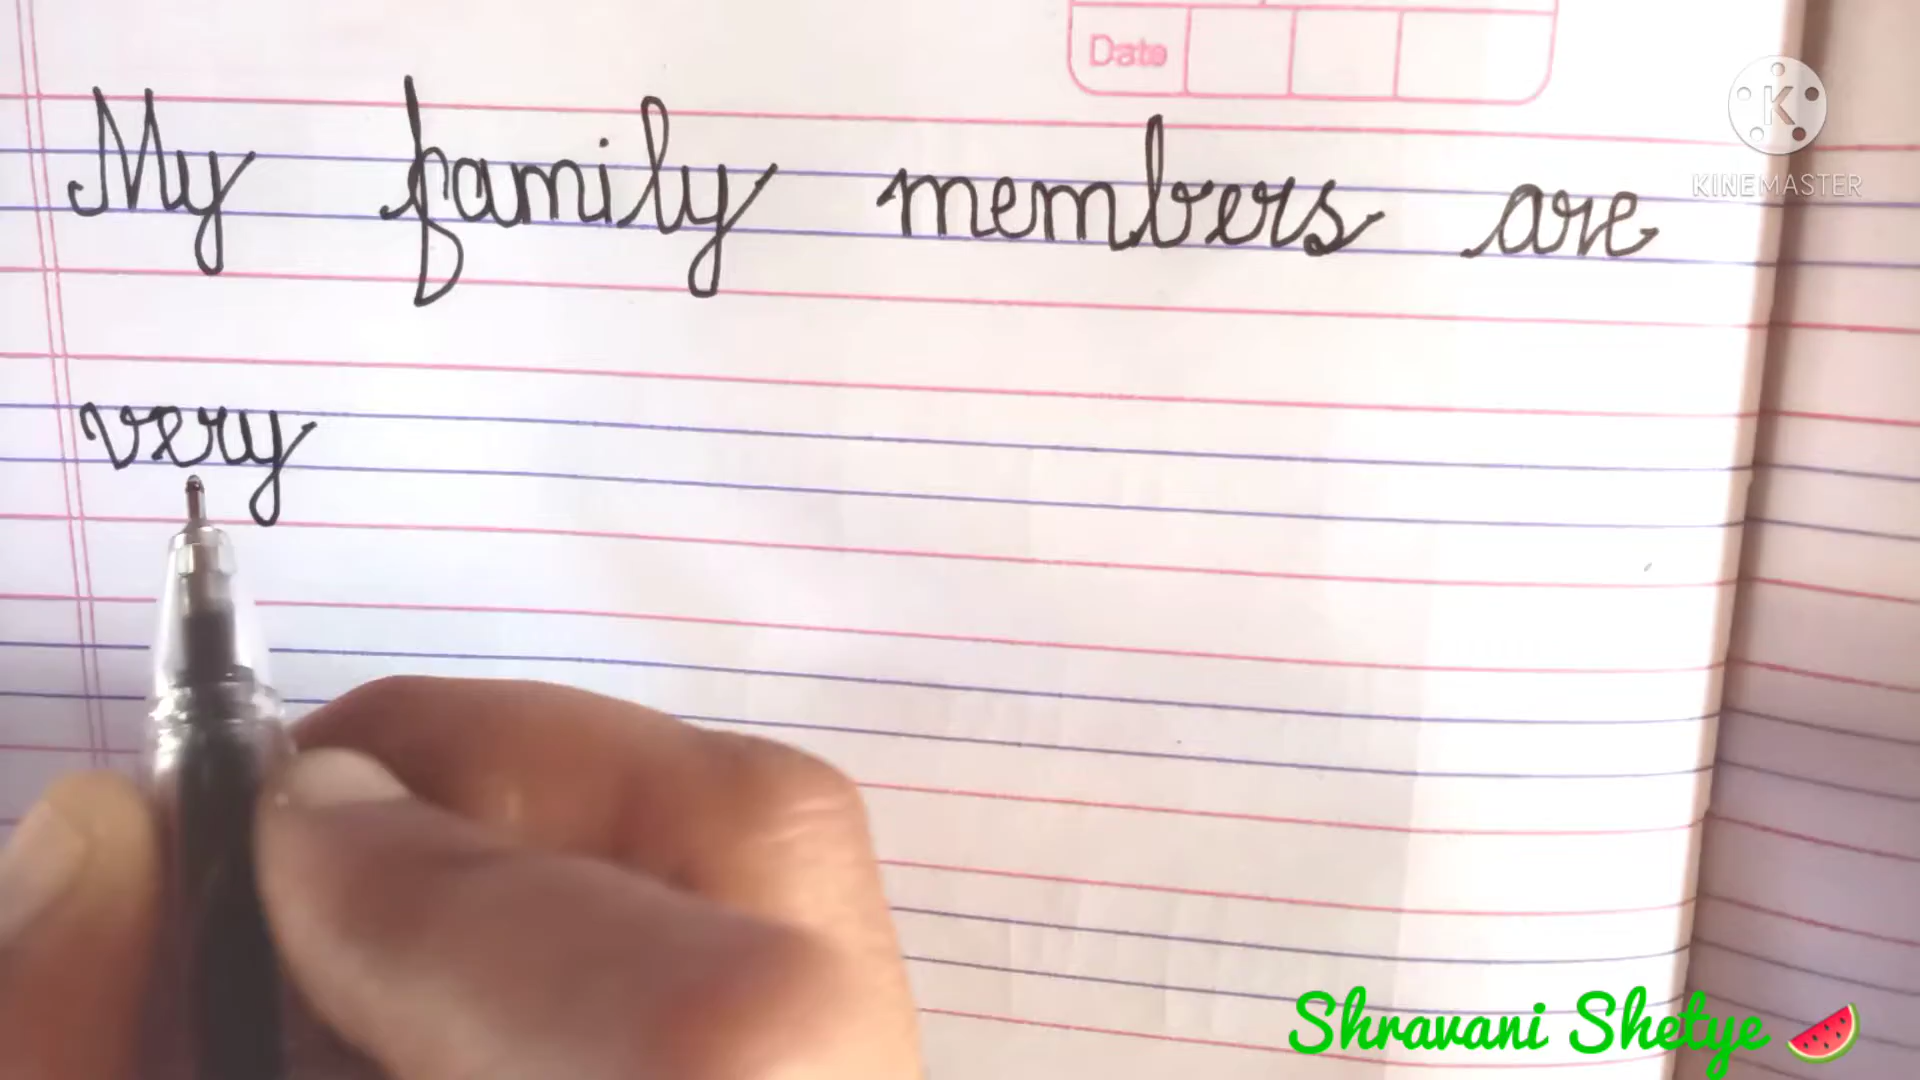 Date
K
KINEMASTER
My family members are
very
Shravani Shetye